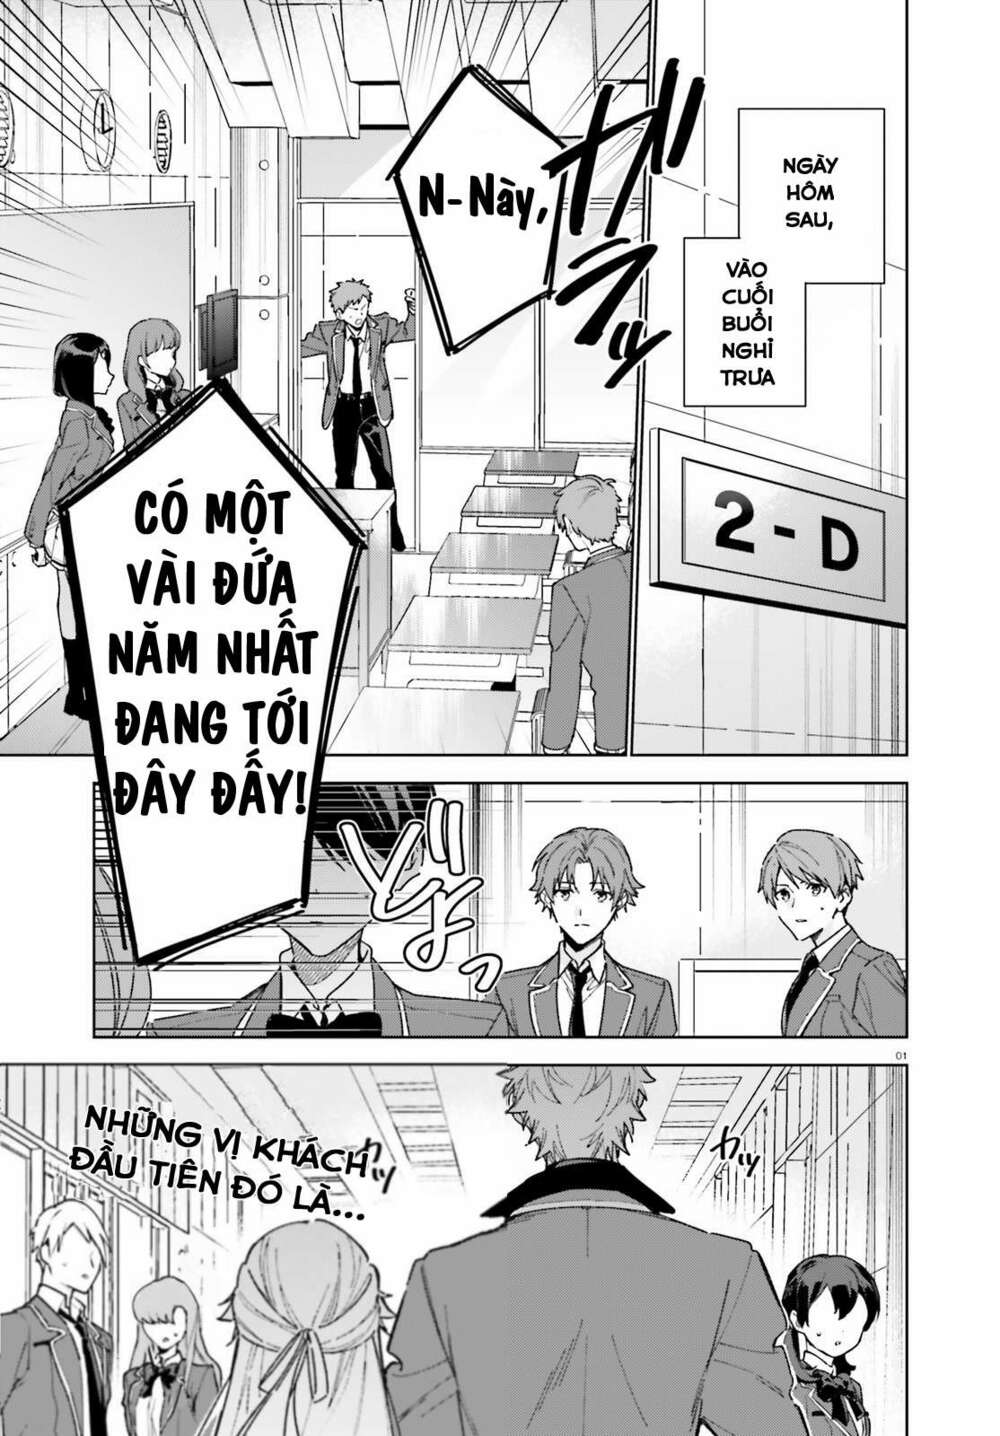 NGÀY
HÔM
SAU,
VÀO
CUỐI
BUỔI
NGHỈ
TRƯA
2-D
N-Này,
CÓ MỘT
VÀI ĐỨA
NĂM NHẤT
ĐANG TỚI
ĐÂY ĐẤY!
01
NHỮNG VỊ KHÁCH
ĐẦU TIÊN ĐÓ LÀ...